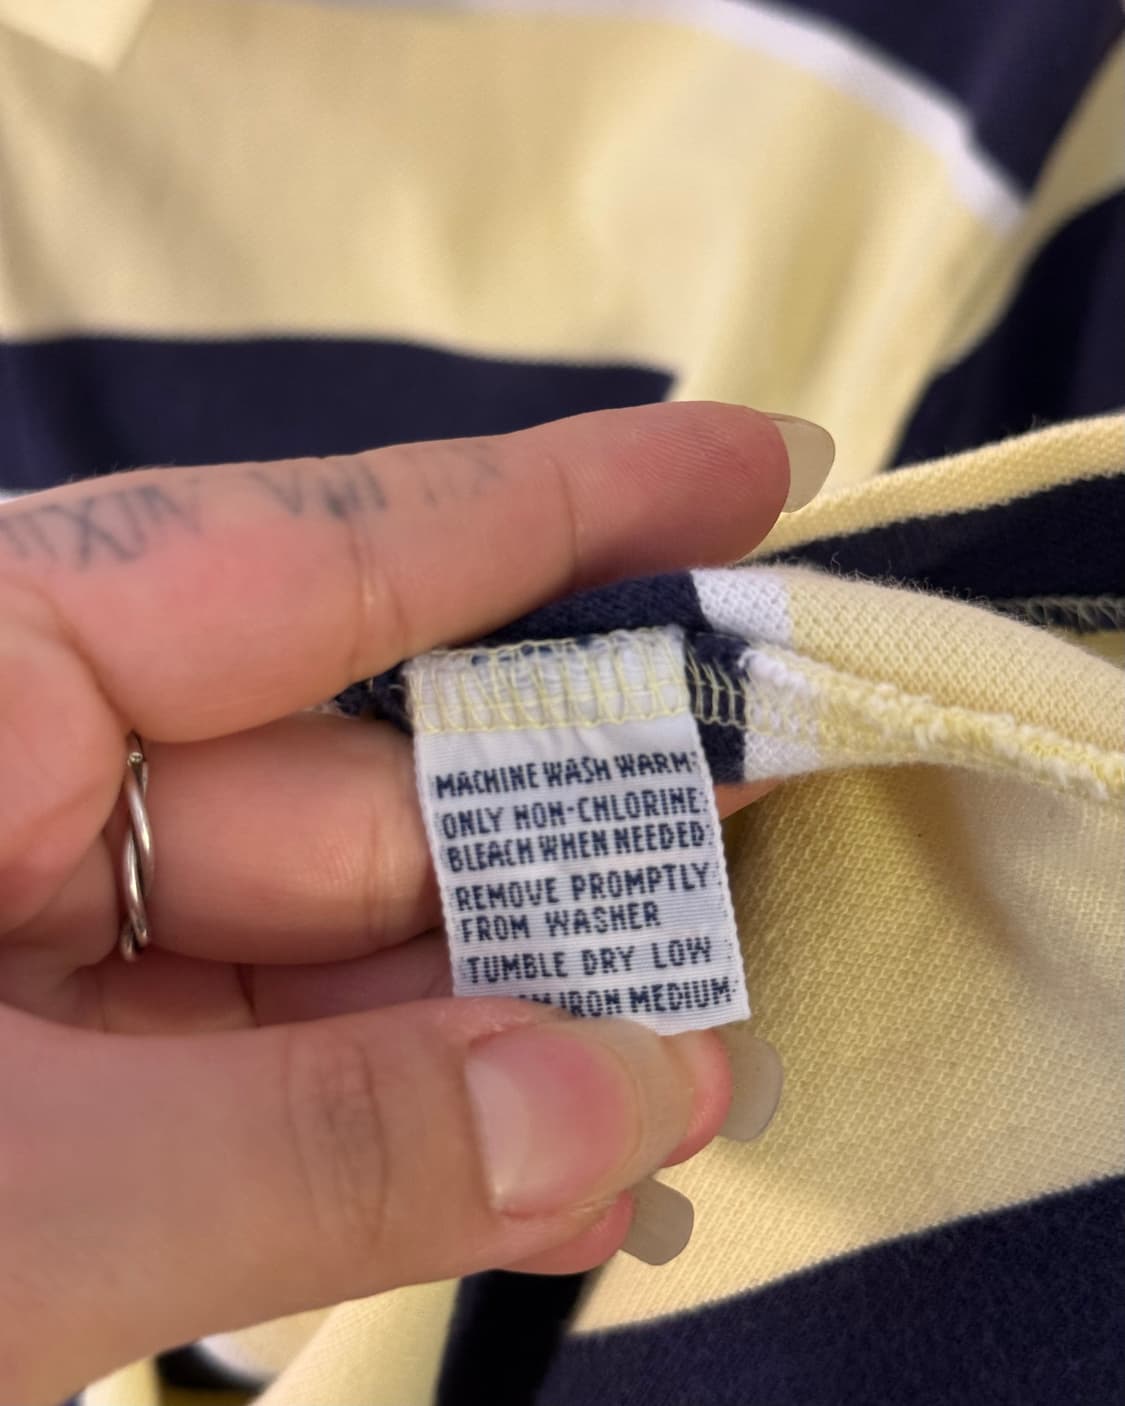 MACHINE WASH WARM
ONLY NON-CHLORINE
BLEACH WHEN NEEDED
REMOVE PROMPTLY
FROM WASHER
TUMBLE DRY LOW
IRON MEDIUM